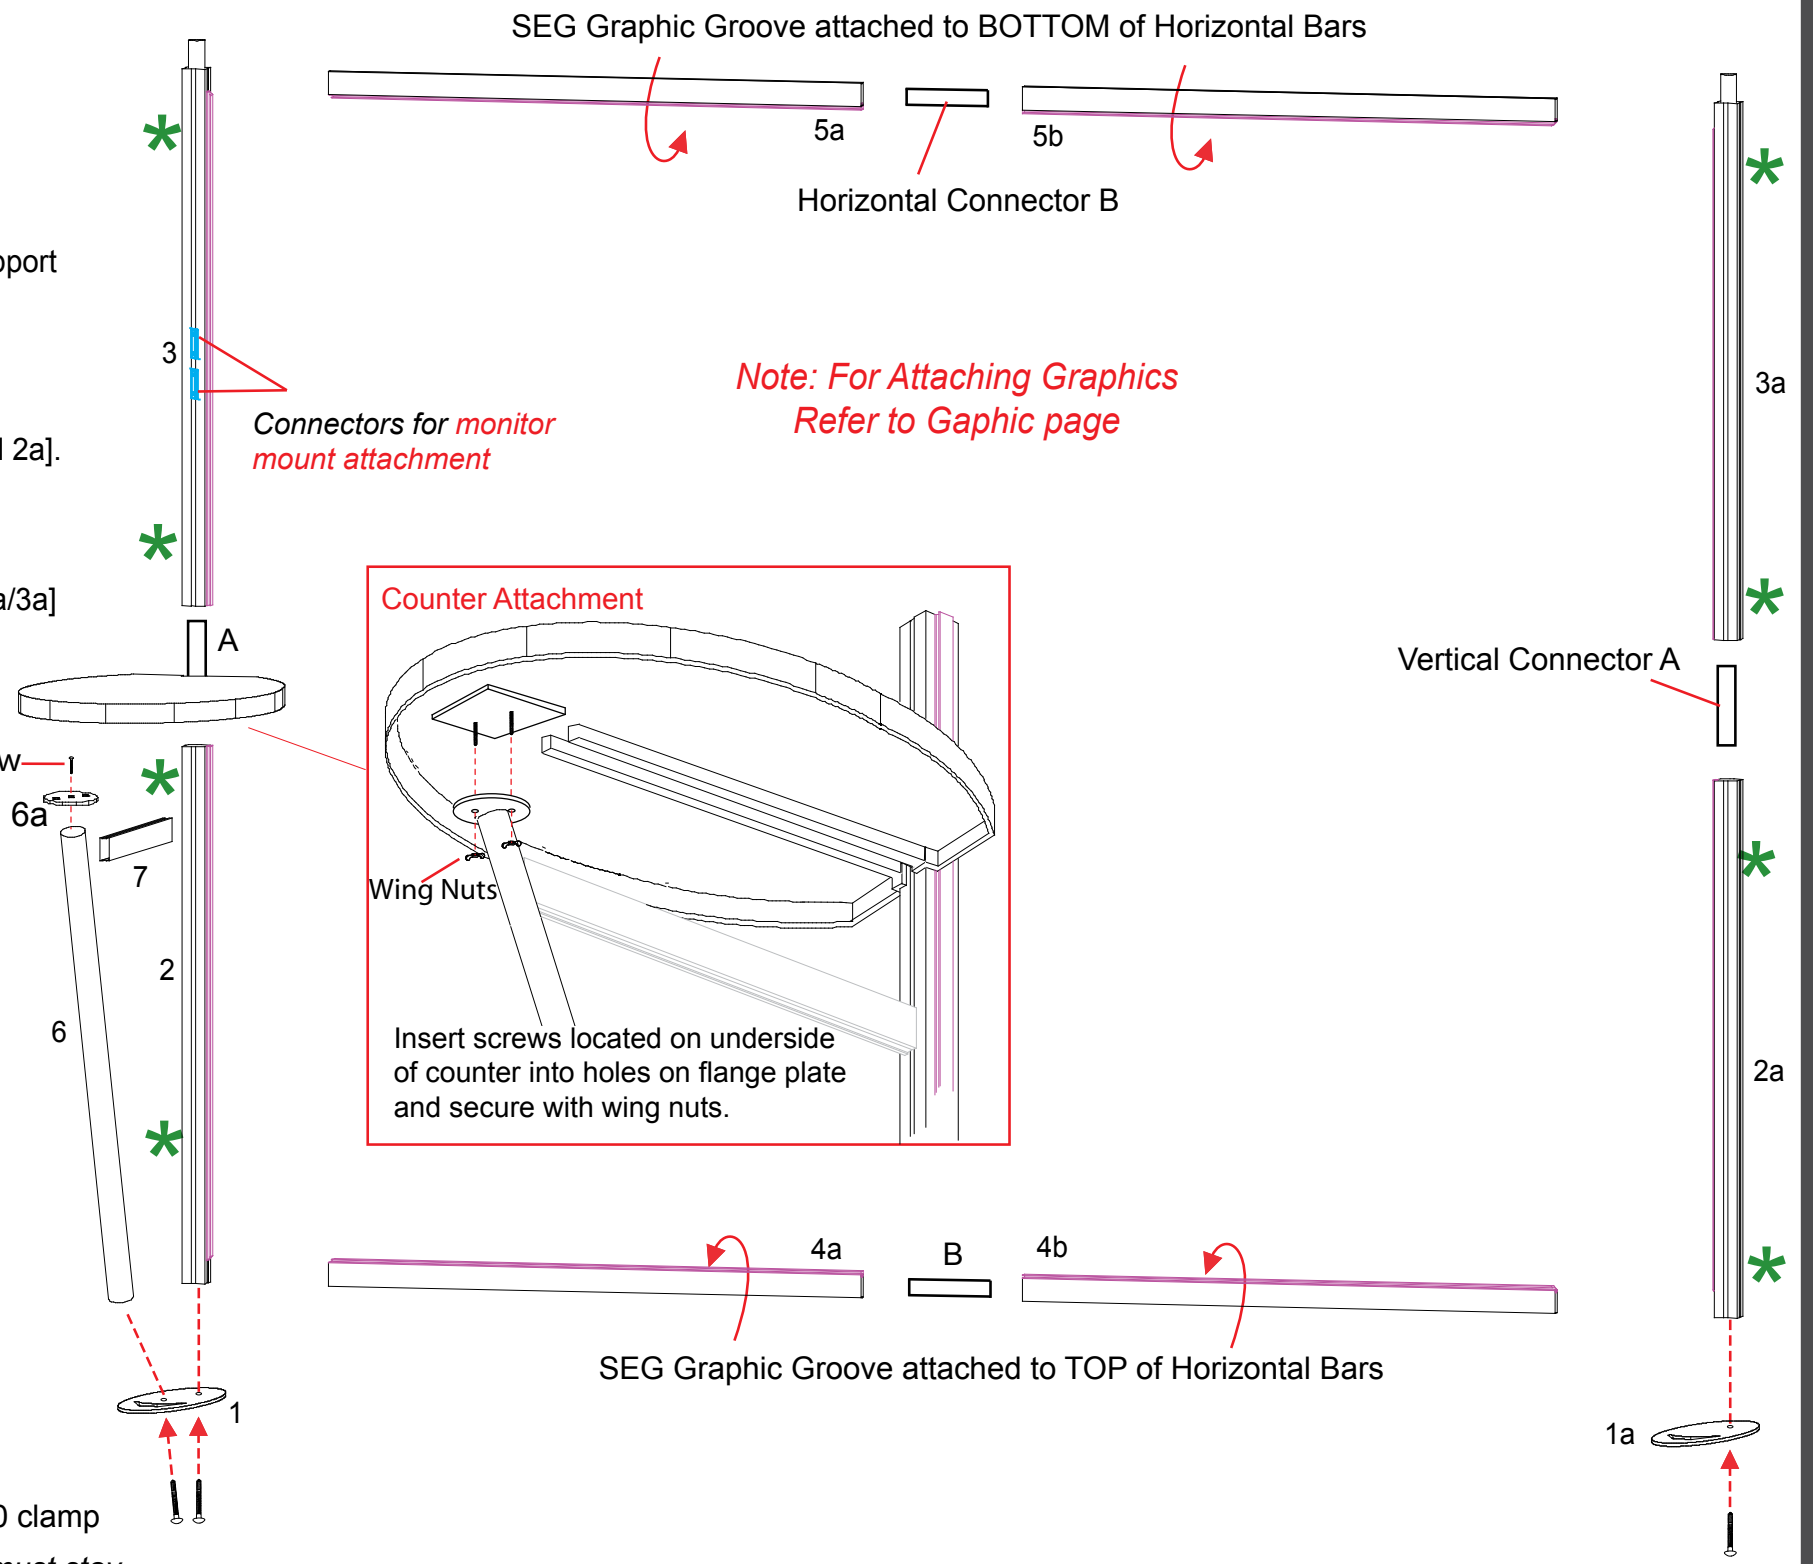 SEG Graphic Groove attached to BOTTOM of Horizontal Bars
5a
5b
Horizontal Connector B
3
3a
Connectors for monitor
mount attachment
Note: For Attaching Graphics
Refer to Gaphic page
2a].
a/3a]
A
Vertical Connector A
Counter Attachment
w
6a
7
Wing Nuts
2
6
Insert screws located on underside
of counter into holes on flange plate
and secure with wing nuts.
2a
4a
B
4b
SEG Graphic Groove attached to TOP of Horizontal Bars
1
1a
0 clamp
stay